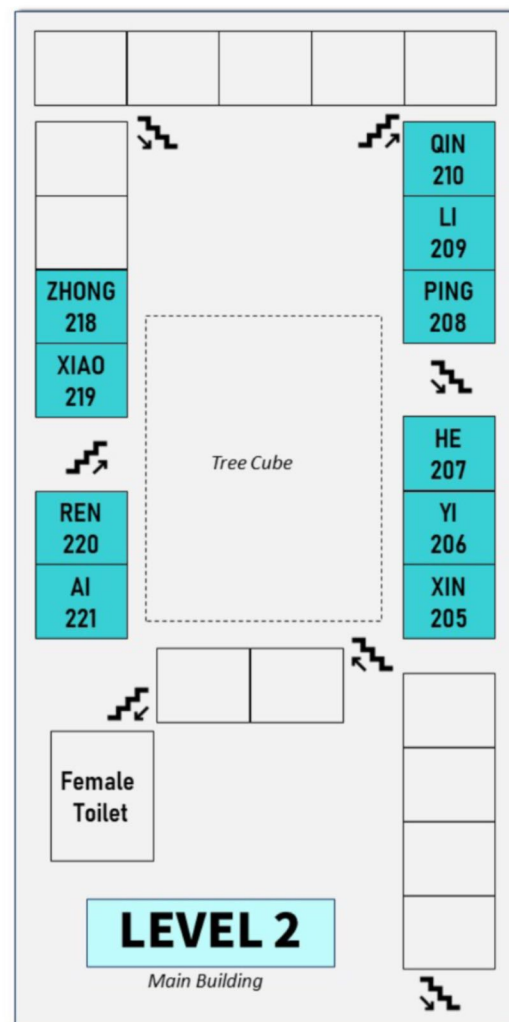 QIN
210
LI
209
PING
208
ZHONG
218
XIAO
219
HE
207
Tree Cube
REN
220
YI
206
AI
221
XIN
205
Female
Toilet
LEVEL 2
Main Building